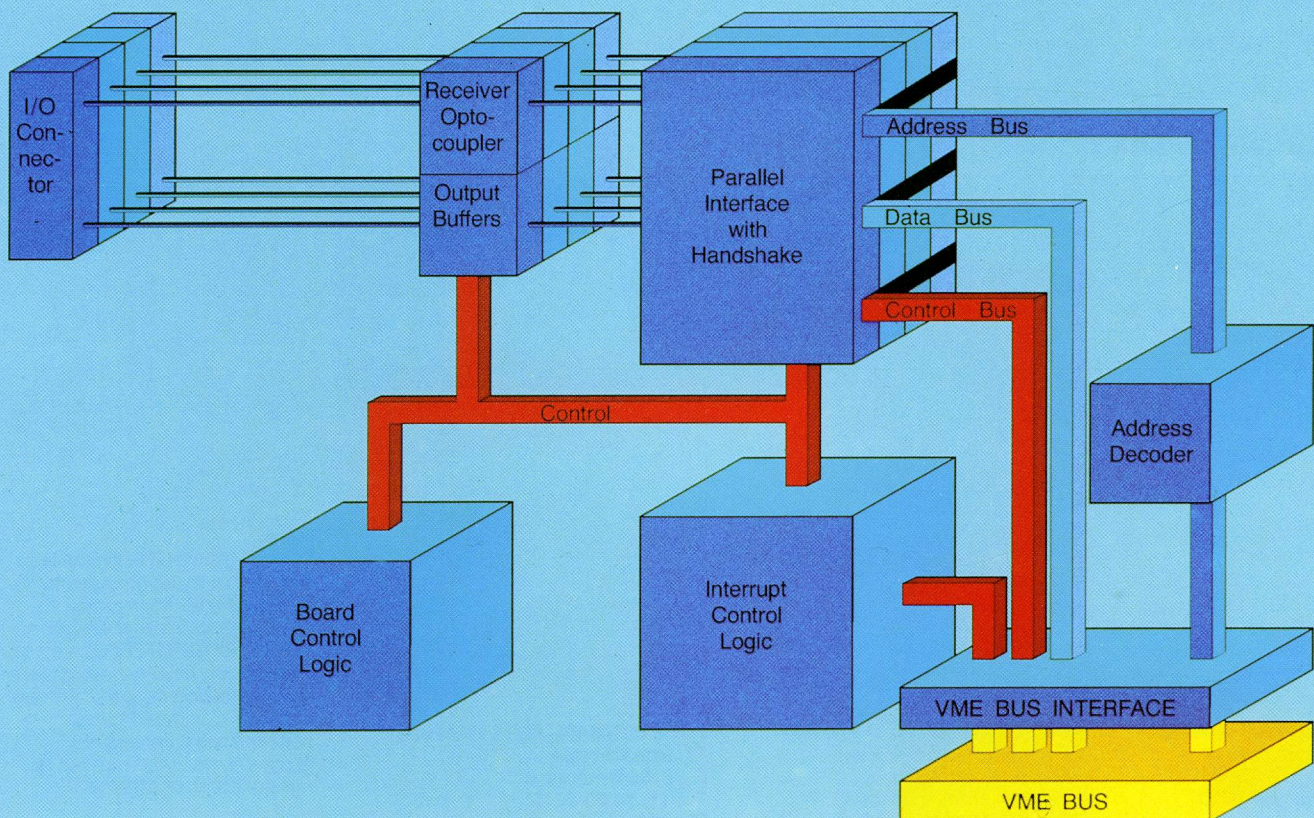 I/O
Con-
nec-
tor
Receiver
Opto-
coupler
Output
Buffers
Parallel
Interface
with
Handshake
Address Bus
Data Bus
Control Bus
Control
Address
Decoder
Board
Control
Logic
Interrupt
Control
Logic
VME BUS INTERFACE
VME BUS